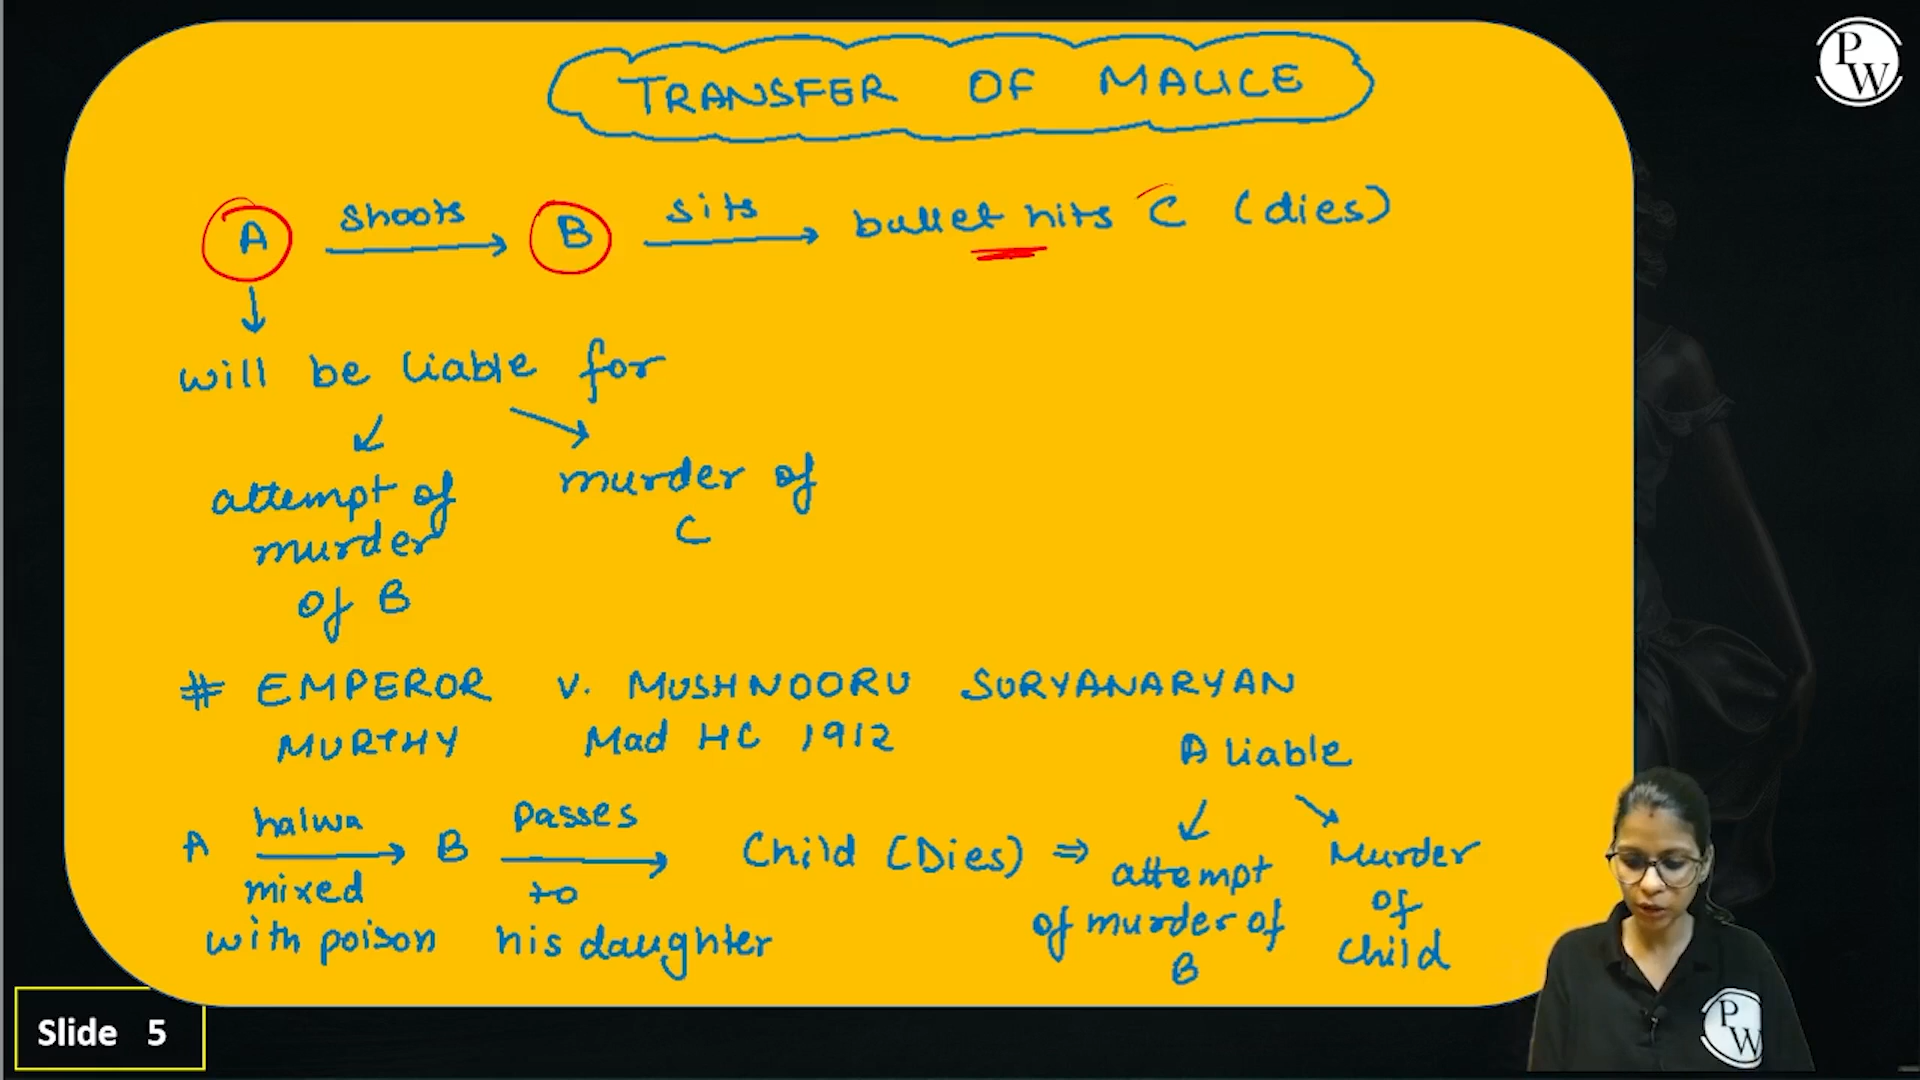 TRANSFER OF MALICE
A shoots B sits bullet hits C (dies)
will be liable for
attempt of murder of B
murder of C
# EMPEROR V. MUSHNOORU SURYANARYAN
MURTHY Mad HC 1912
A halwa mixed with poison B Passes to his daughter Child (Dies) ⇒
A liable
attempt of murder of B
Murder of child
Slide 5
PW
PW